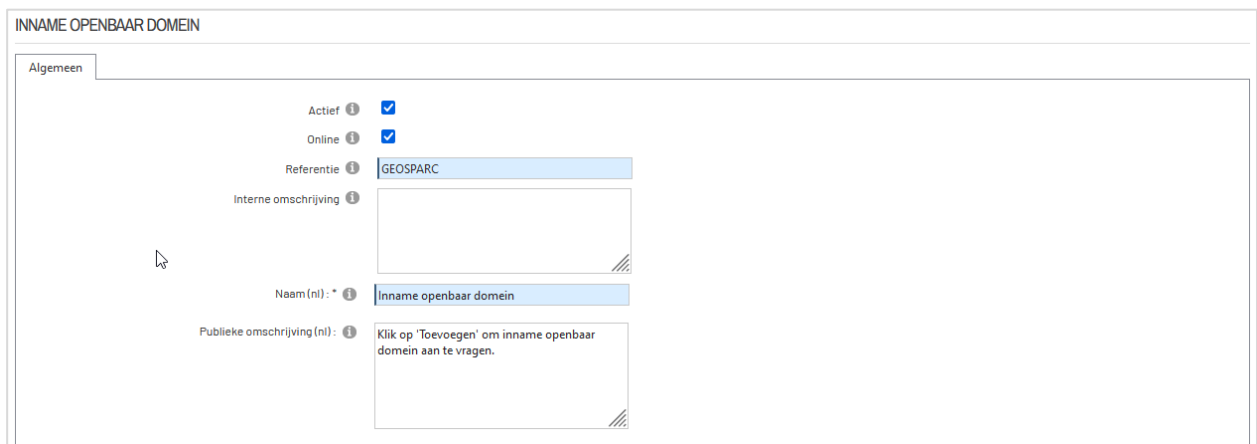 INNAME OPENBAAR DOMEIN
Algemeen
Actief
Online
Referentie GEOSPARC
Interne omschrijving
Naam (nl) : * Inname openbaar domein
Publieke omschrijving (nl) : Klik op 'Toevoegen' om inname openbaar
domein aan te vragen.